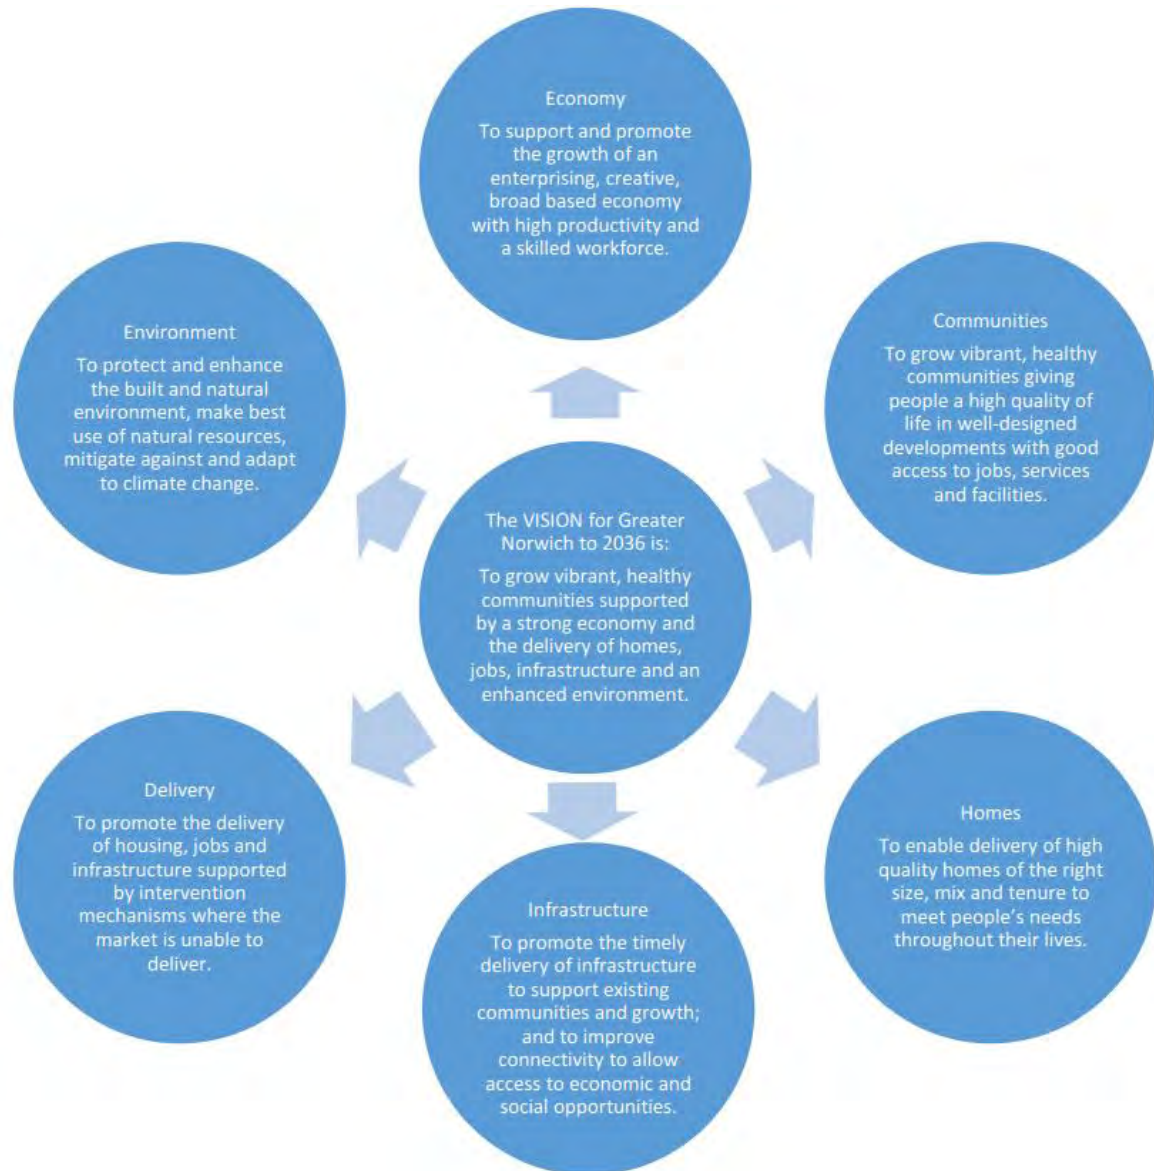 Economy
To support and promote
the growth of an
enterprising, creative,
broad based economy
with high productivity and
a skilled workforce.
Environment
To protect and enhance
the built and natural
environment, make best
use of natural resources,
mitigate against and adapt
to climate change.
Communities
To grow vibrant, healthy
communities giving
people a high quality of
life in well-designed
developments with good
access to jobs, services
and facilities.
The VISION for Greater
Norwich to 2036 is:
To grow vibrant, healthy
communities supported
by a strong economy and
the delivery of homes,
jobs, infrastructure and an
enhanced environment.
Delivery
To promote the delivery
of housing, jobs and
infrastructure supported
by intervention
mechanisms where the
market is unable to
deliver.
Homes
To enable delivery of high
quality homes of the right
size, mix and tenure to
meet people’s needs
throughout their lives.
Infrastructure
To promote the timely
delivery of infrastructure
to support existing
communities and growth;
and to improve
connectivity to allow
access to economic and
social opportunities.